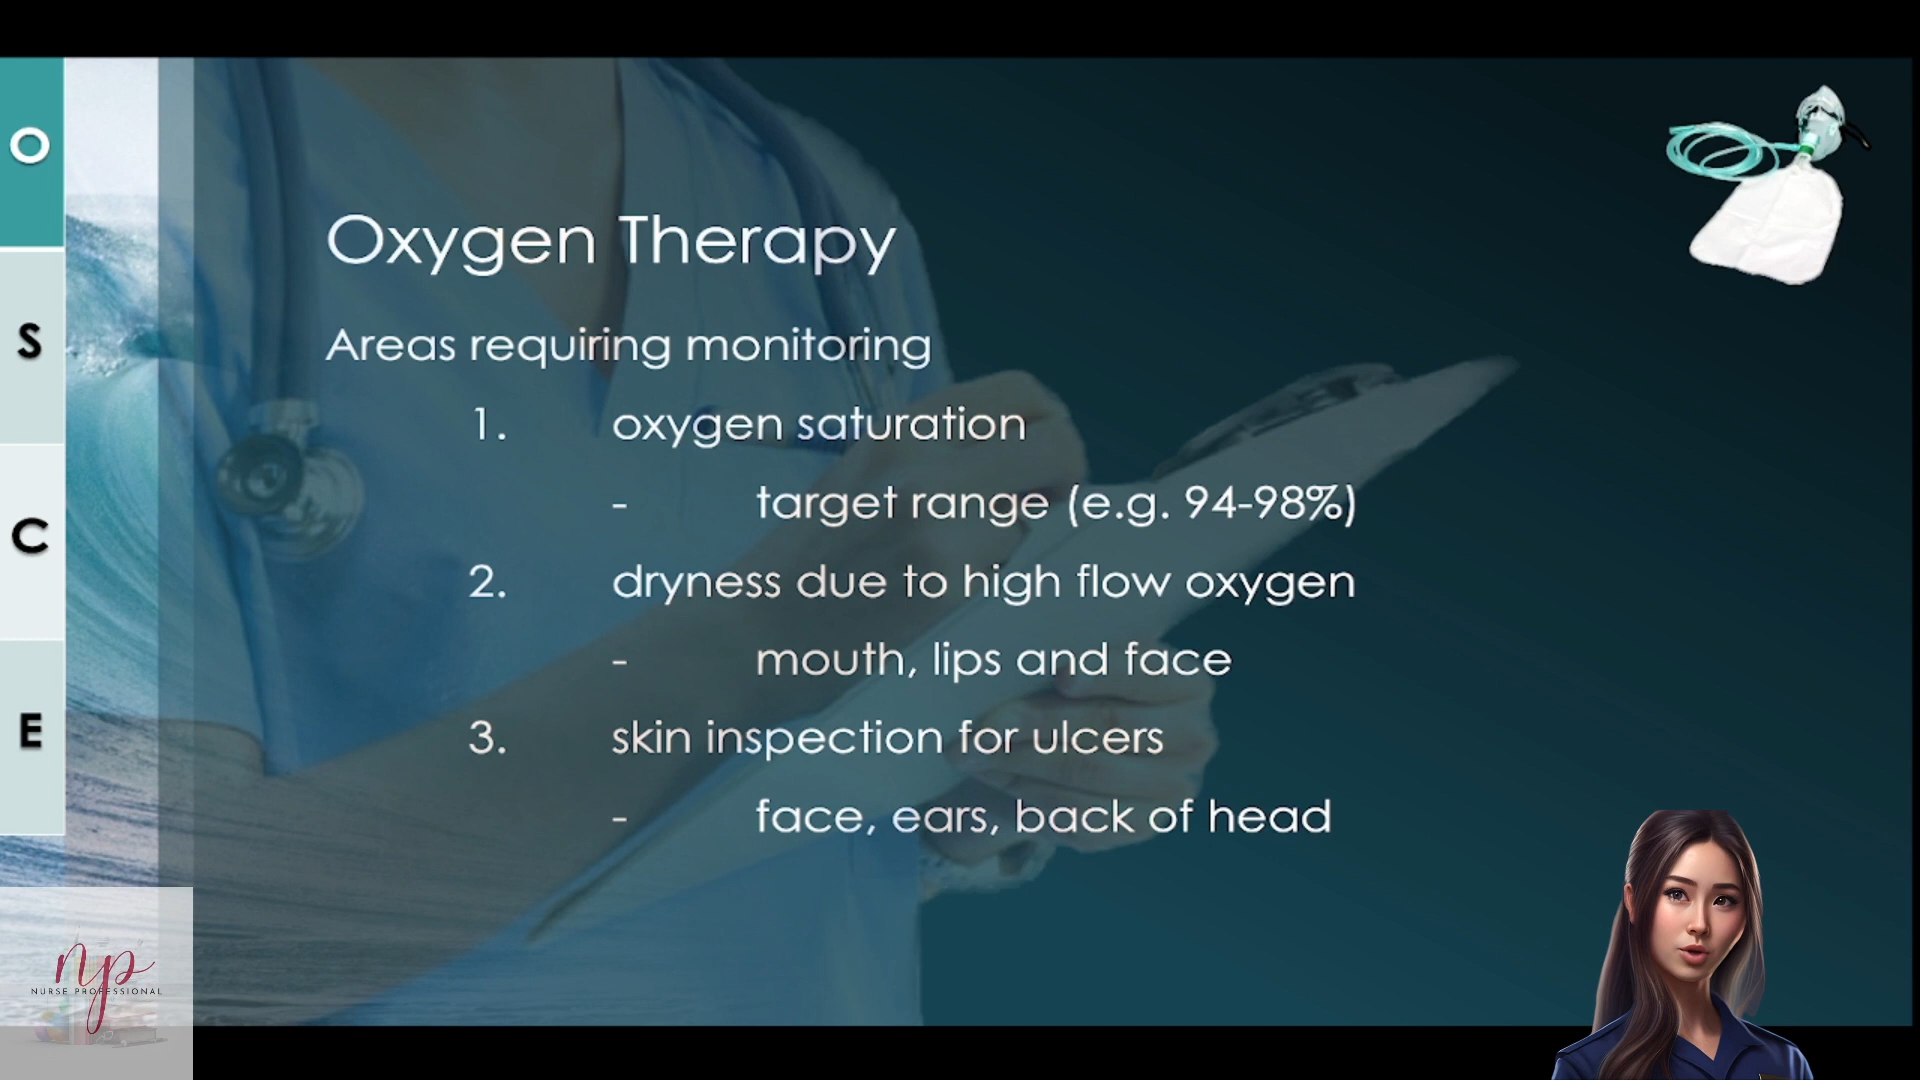 O
S
C
E
Oxygen Therapy
Areas requiring monitoring
1. oxygen saturation
- target range (e.g. 94-98%)
2. dryness due to high flow oxygen
- mouth, lips and face
3. skin inspection for ulcers
- face, ears, back of head
np
NURSE PROFESSIONAL